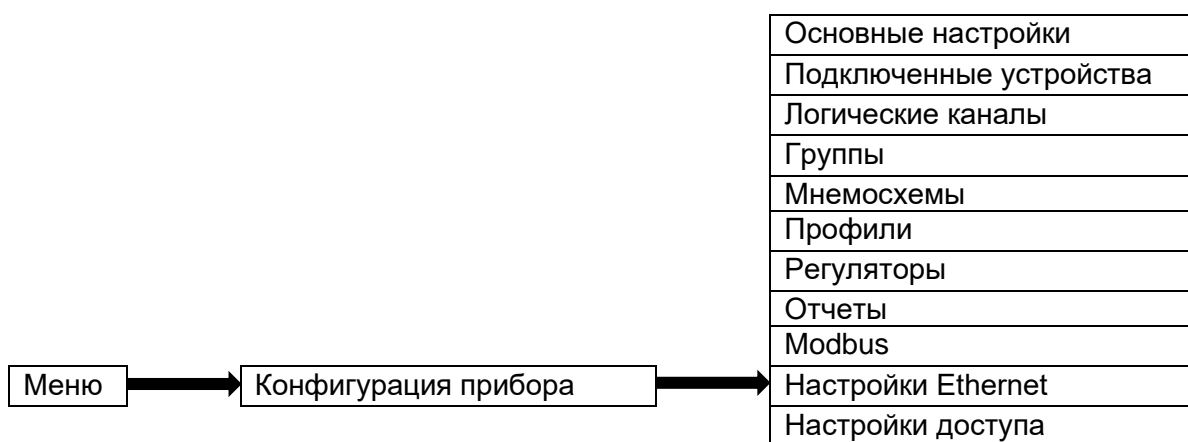 Основные настройки
Подключенные устройства
Логические каналы
Группы
Мнемосхемы
Профили
Регуляторы
Отчеты
Modbus
Меню Конфигурация прибора Настройки Ethernet
Настройки доступа